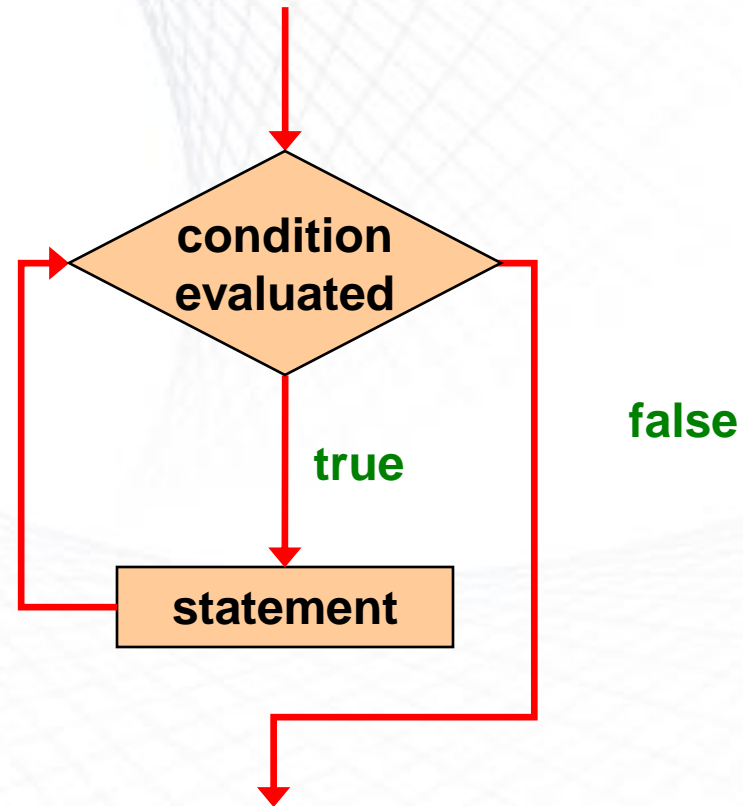 condition
evaluated
false
true
statement